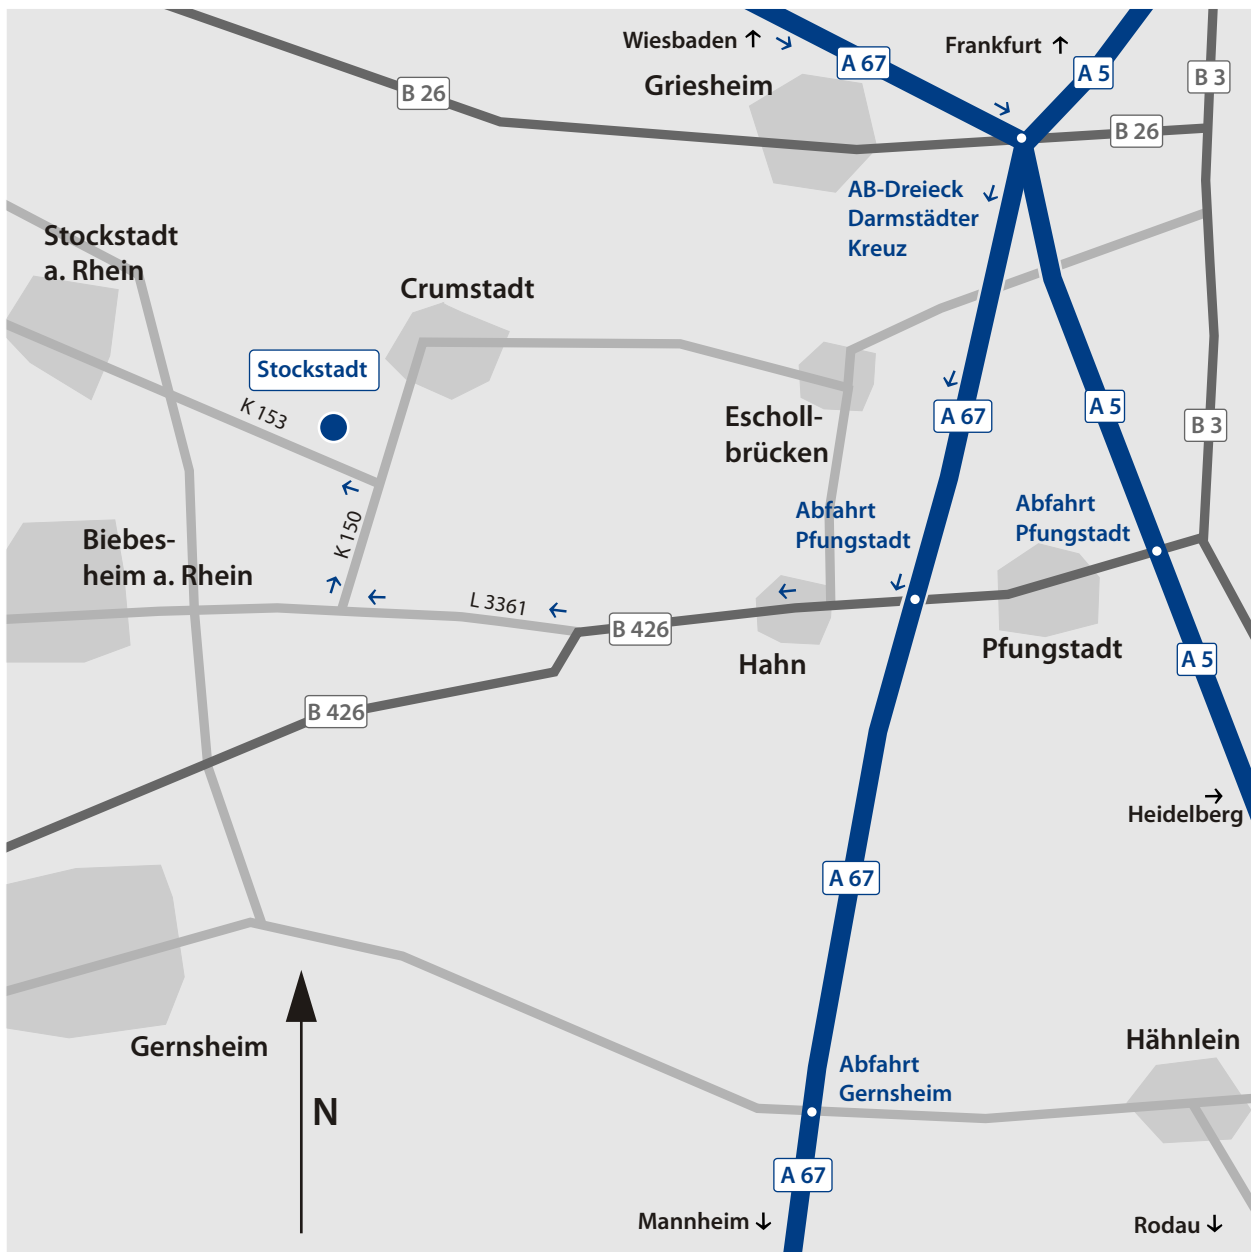 Wiesbaden ↑
Frankfurt ↑
A 67
A 5
B 3
Griesheim
B 26
B 26
AB-Dreieck
Darmstädter
Kreuz
Stockstadt
a. Rhein
Crumstadt
Stockstadt
K 153
Escholl-
brücken
A 67
A 5
B 3
Abfahrt
Pfungstadt
Abfahrt
Pfungstadt
K 150
Biebes-
heim a. Rhein
L 3361
B 426
Hahn
Pfungstadt
A 5
B 426
→
Heidelberg
A 67
Gernsheim
Hähnlein
Abfahrt
Gernsheim
N
A 67
Mannheim ↓
Rodau ↓